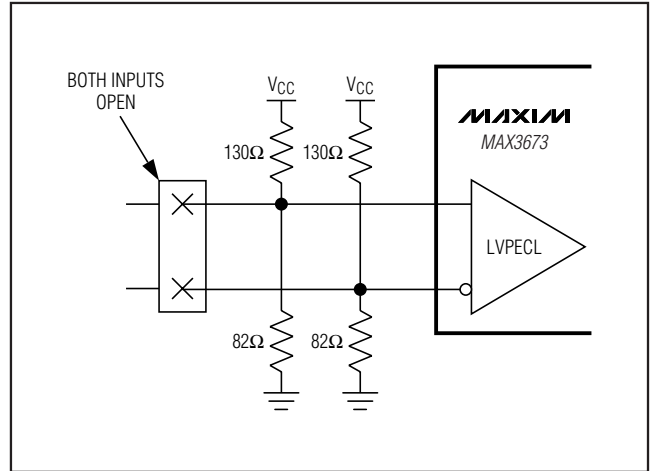 BOTH INPUTS
OPEN
VCC VCC
130Ω 130Ω
MAXIM
MAX3673
LVPECL
82Ω 82Ω